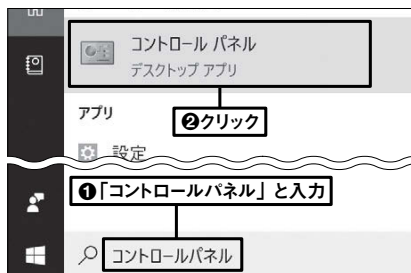 コントロール パネル
デスクトップ アプリ
アプリ
❷クリック
設定
❶「コントロールパネル」と入力
コントロールパネル